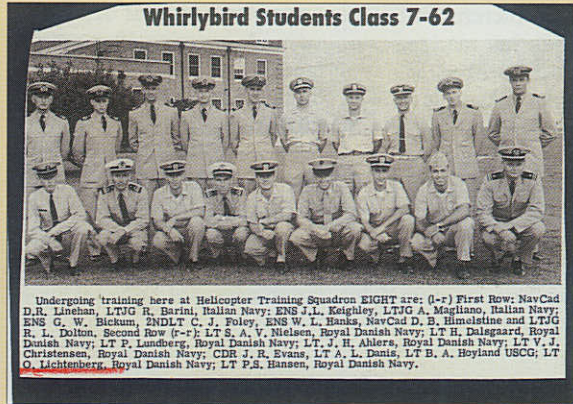 Whirlybird Students Class 7-62
Undergoing training here at Helicopter Training Squadron EIGHT are: (l-r) First Row: NavCad
D.R. Linehan, LTJG R. Barini, Italian Navy: ENS J.L. Keighley, LTJG A. Magliano, Italian Navy;
ENS G. W. Bickum, 2NDLT C. J. Foley, ENS W. L. Hanks, NavCad D. B. Himelstine and LTJG
R. L. Dolton, Second Row (r-r): LT S. A. V. Nielsen, Royal Danish Navy; LT H. Dalsgaard, Royal
Danish Navy; LT P. Lundberg, Royal Danish Navy; LT. J. H. Ahlers, Royal Danish Navy; LT V. J.
Christensen, Royal Danish Navy; CDR J. R. Evans, LT A. L. Danis, LT B. A. Hoyland USCG; LT
O. Lichtenberg, Royal Danish Navy; LT P.S. Hansen, Royal Danish Navy.